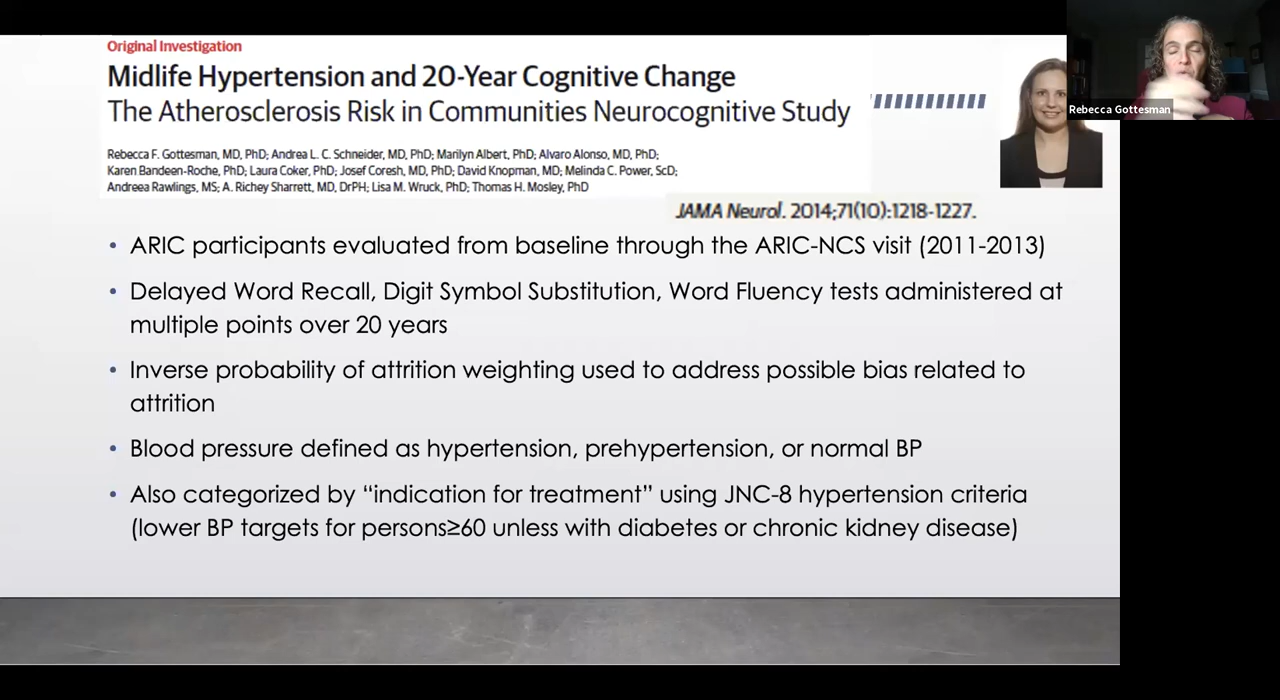 Original Investigation
Midlife Hypertension and 20-Year Cognitive Change
The Atherosclerosis Risk in Communities Neurocognitive Study
Rebecca Gottesman
Rebecca F. Gottesman, MD, PhD; Andrea L. C. Schneider, MD, PhD; Marilyn Albert, PhD; Alvaro Alonso, MD, PhD;
Karen Bandeen-Roche, PhD; Laura Coker, PhD; Josef Coresh, MD, PhD; David Knopman, MD; Melinda C. Power, ScD;
Andreea Rawlings, MS; A. Richey Sharrett, MD, DrPH; Lisa M. Wruck, PhD; Thomas H. Mosley, PhD
JAMA Neurol. 2014;71(10):1218-1227.
• ARIC participants evaluated from baseline through the ARIC-NCS visit (2011-2013)
• Delayed Word Recall, Digit Symbol Substitution, Word Fluency tests administered at
multiple points over 20 years
• Inverse probability of attrition weighting used to address possible bias related to
attrition
• Blood pressure defined as hypertension, prehypertension, or normal BP
• Also categorized by “indication for treatment” using JNC-8 hypertension criteria
(lower BP targets for persons≥60 unless with diabetes or chronic kidney disease)